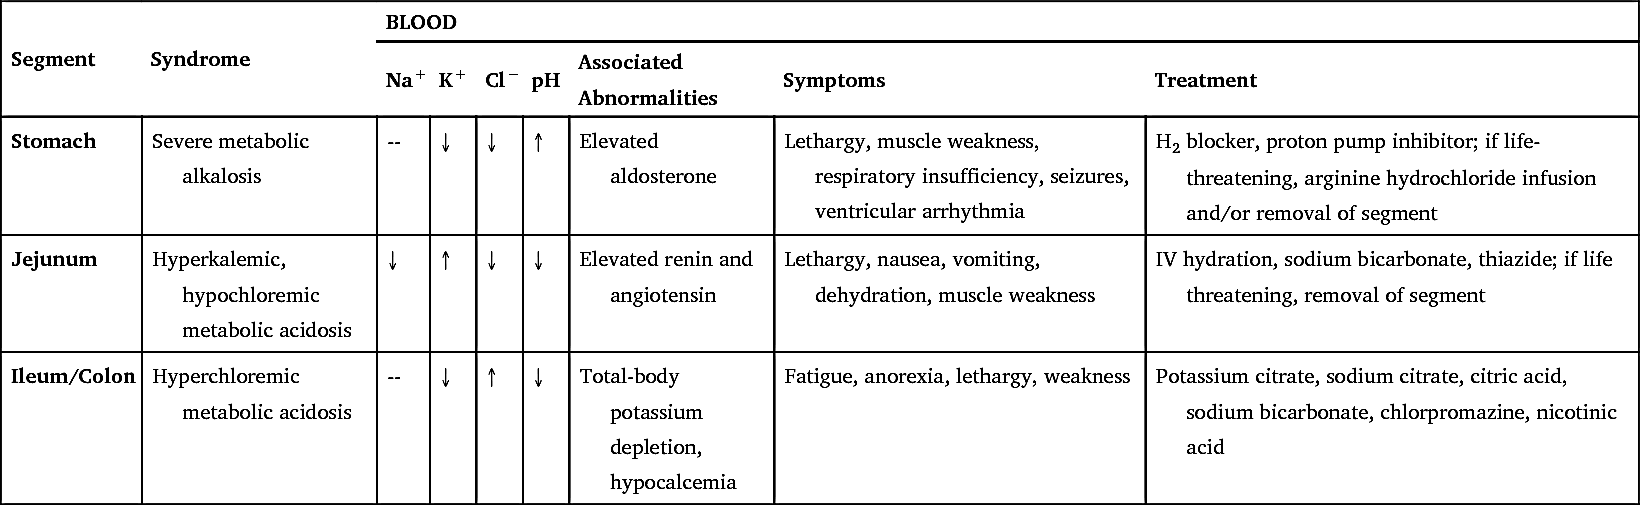 BLOOD
Segment Syndrome Na⁺ K⁺ Cl⁻ pH Associated Abnormalities Symptoms Treatment
Stomach Severe metabolic -- ↓ ↓ ↑ Elevated Lethargy, muscle weakness, H₂ blocker, proton pump inhibitor; if life-
alkalosis aldosterone respiratory insufficiency, seizures, threatening, arginine hydrochloride infusion
ventricular arrhythmia and/or removal of segment
Jejunum Hyperkalemic, ↓ ↑ ↓ ↓ Elevated renin and Lethargy, nausea, vomiting, IV hydration, sodium bicarbonate, thiazide; if life
hypochloremic angiotensin dehydration, muscle weakness threatening, removal of segment
metabolic acidosis
Ileum/Colon Hyperchloremic -- ↓ ↑ ↓ Total-body Fatigue, anorexia, lethargy, weakness Potassium citrate, sodium citrate, citric acid,
metabolic acidosis potassium sodium bicarbonate, chlorpromazine, nicotinic
depletion, acid
hypocalcemia